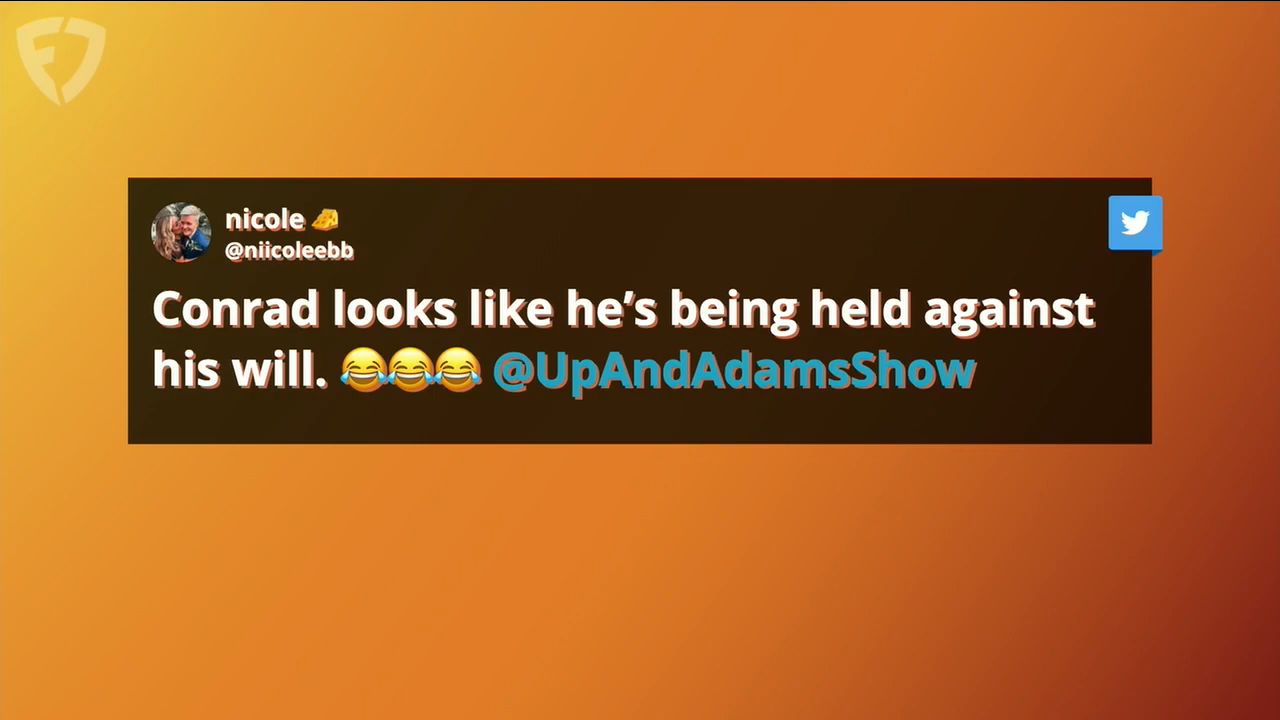 nicole 🧀
@niicoleebb
Conrad looks like he’s being held against
his will. 😂😂😂 @UpAndAdamsShow